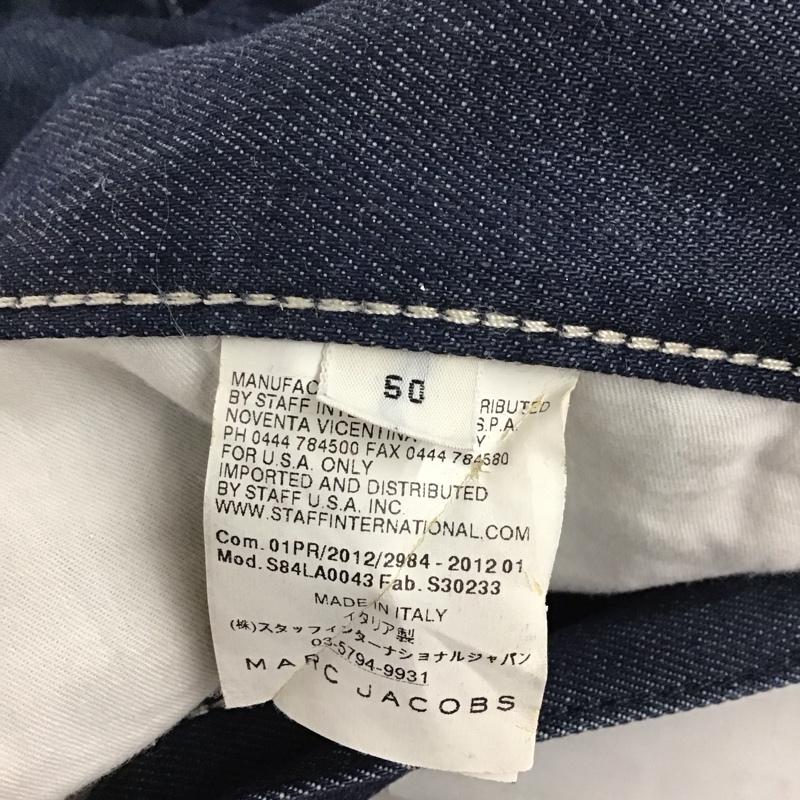 50
MANUFAC RIBUTED
BY STAFF INTE S.P.A.
NOVENTA VICENTINA Y
PH 0444 784500 FAX 0444 784580
FOR U.S.A. ONLY
IMPORTED AND DISTRIBUTED
BY STAFF U.S.A. INC.
WWW.STAFFINTERNATIONAL.COM
Com. 01PR/2012/2984 - 2012 01
Mod. S84LA0043 Fab. S30233
MADE IN ITALY
イタリア製
(株)スタッフインターナショナルジャパン
03-5794-9931
MARC JACOBS